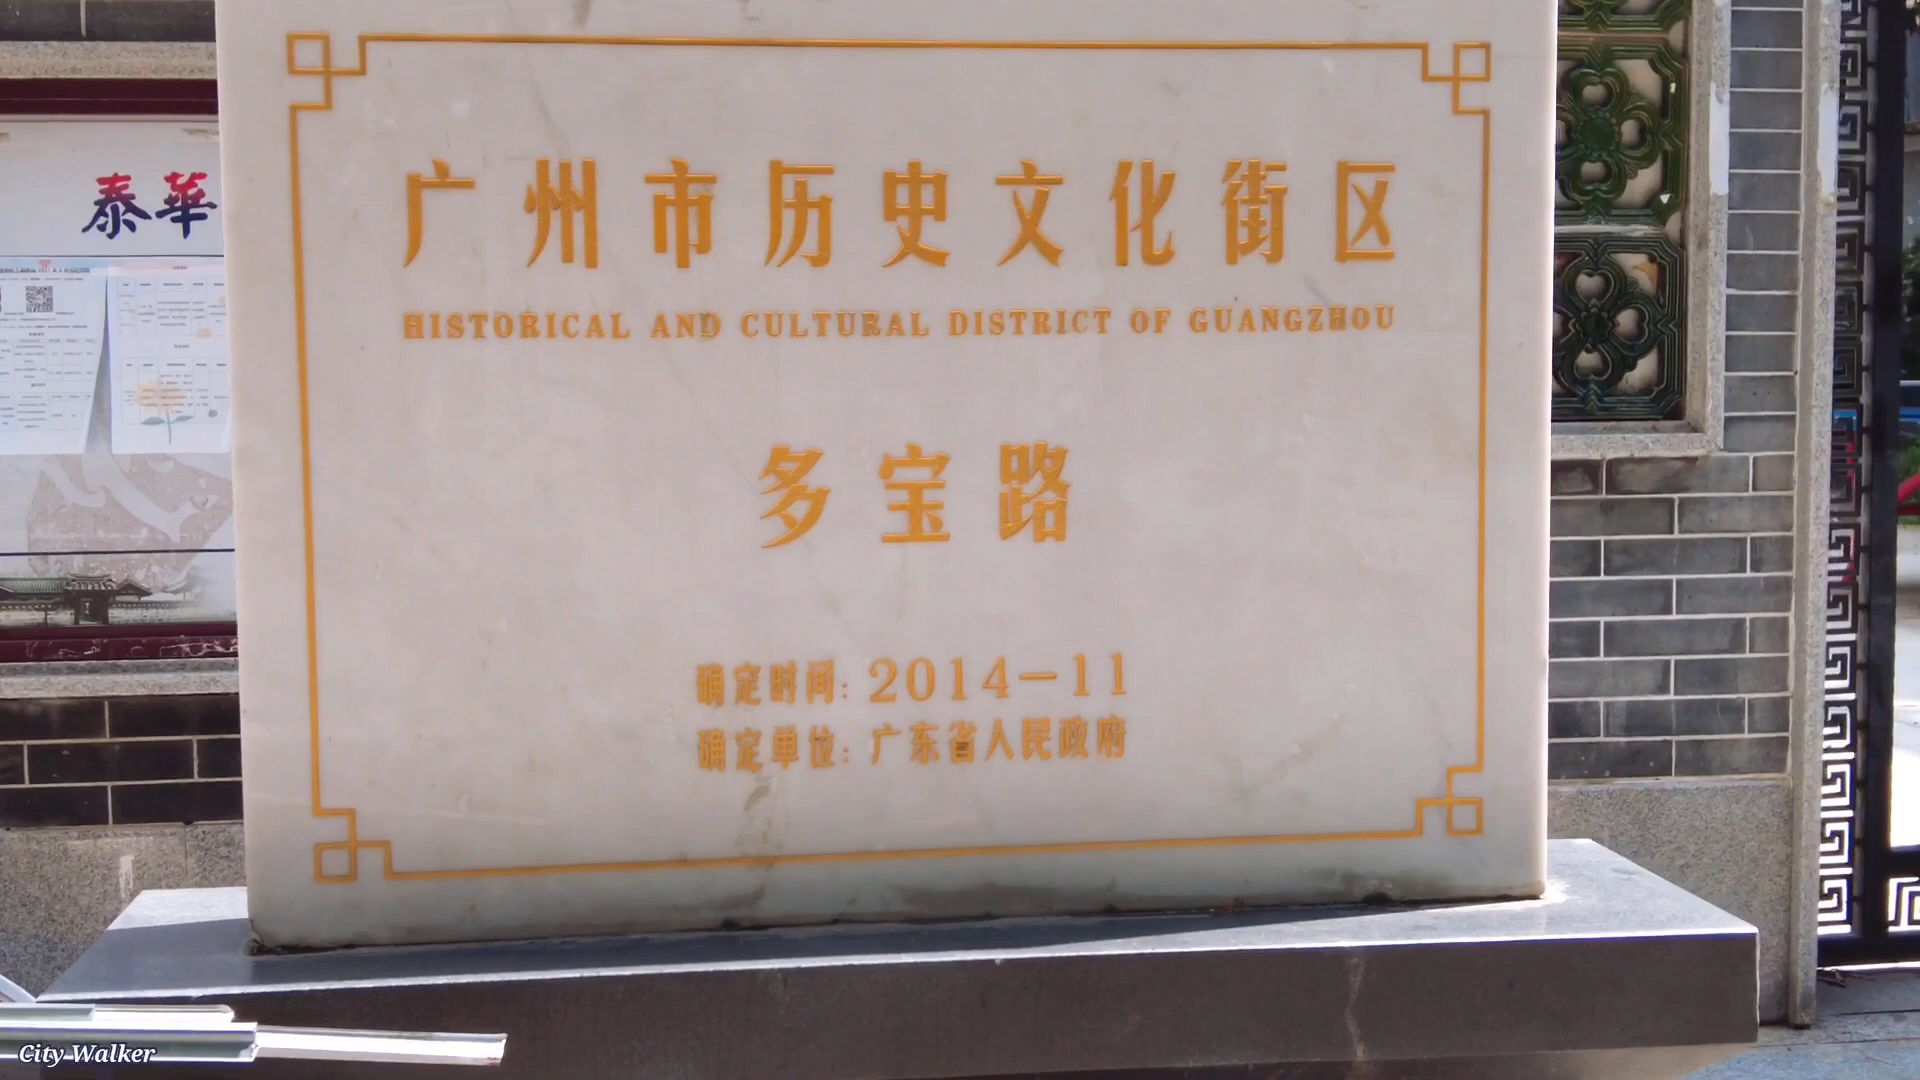 泰華
广州市历史文化街区
HISTORICAL AND CULTURAL DISTRICT OF GUANGZHOU
多宝路
确定时间: 2014-11
确定单位: 广东省人民政府
City Walker